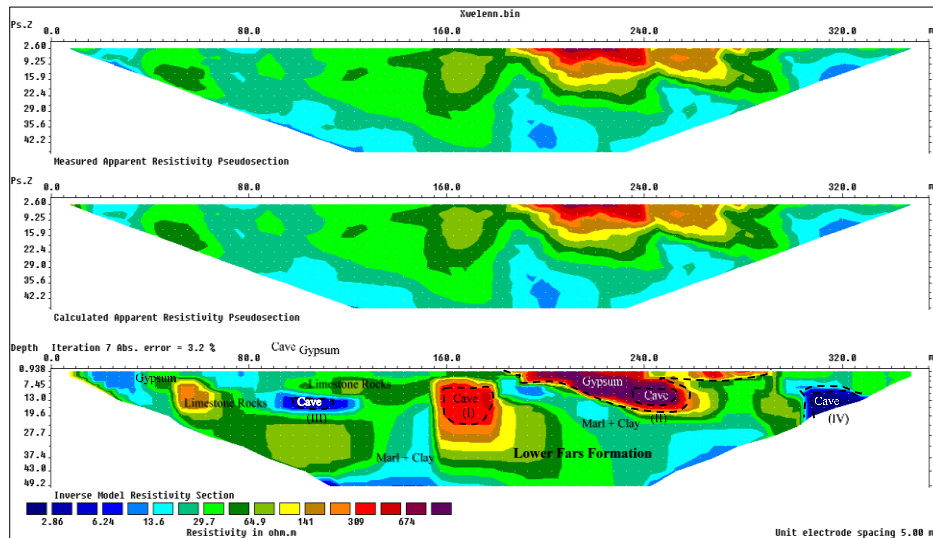 Xwelenn.bin
Ps.Z 0.0 80.0 160.0 240.0 320.0 m
2.60
9.25
15.9
22.4
29.0
35.6
42.2
Measured Apparent Resistivity Pseudosection
Ps.Z 0.0 80.0 160.0 240.0 320.0 m
2.60
9.25
15.9
22.4
29.0
35.6
42.2
Calculated Apparent Resistivity Pseudosection
Depth Iteration 7 Abs. error = 3.2 % Cave Gypsum
80.0 160.0 240.0 320.0 m
0.938
7.45
13.0
19.6
27.7
37.4
43.0
49.2
Gypsum Limestone Rocks Gypsum
Limestone Rocks Cave Cave Cave Cave
(III) (I) (II) (IV)
Marl + Clay
Marl + Clay Lower Fars Formation
Inverse Model Resistivity Section
2.86 6.24 13.6 29.7 64.9 141 309 674
Resistivity in ohm.m Unit electrode spacing 5.00 m